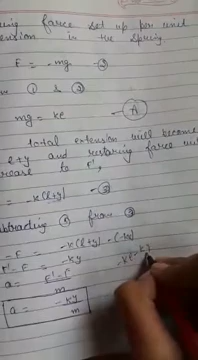 force set up per unit
extension in the spring
F = - mg - ②
① & ②
mg = ke - Ⓐ
total extension will become
e+y and restoring force will
increase to F',
= -k(l+y) - ③
subtracting ① from ③
- F = -k(l+y) - (-kl)
F' - F = -ky
a = F' - F / m
a = -ky / m